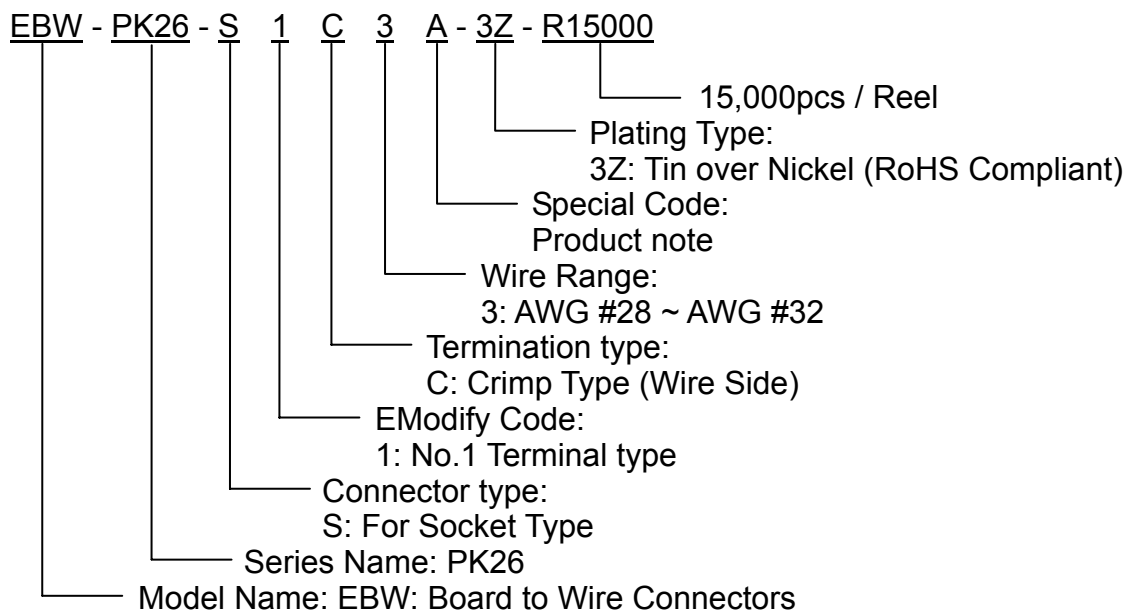 EBW - PK26 - S 1 C 3 A - 3Z - R15000
15,000pcs / Reel
Plating Type:
3Z: Tin over Nickel (RoHS Compliant)
Special Code:
Product note
Wire Range:
3: AWG #28 ~ AWG #32
Termination type:
C: Crimp Type (Wire Side)
EModify Code:
1: No.1 Terminal type
Connector type:
S: For Socket Type
Series Name: PK26
Model Name: EBW: Board to Wire Connectors